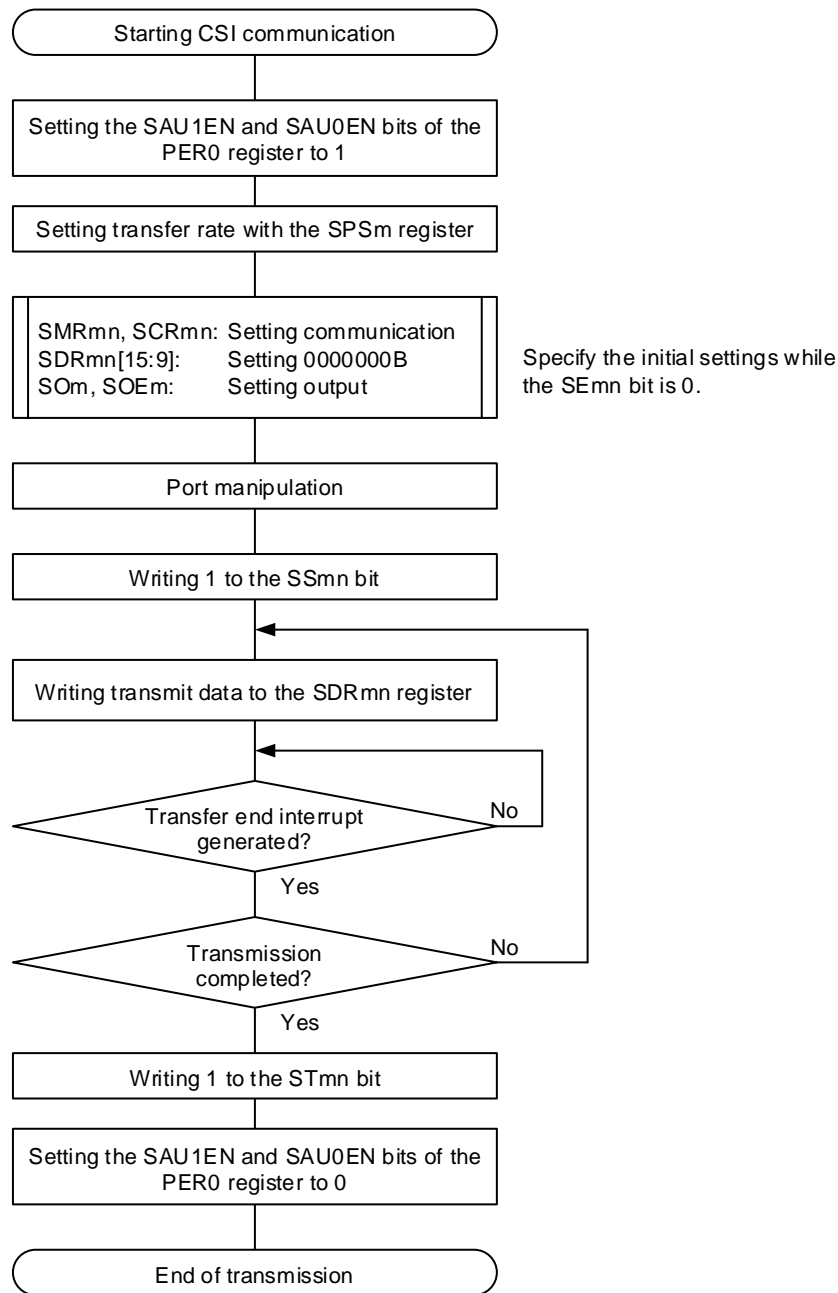 Starting CSI communication
Setting the SAU1EN and SAU0EN bits of the
PER0 register to 1
Setting transfer rate with the SPSm register
SMRmn, SCRmn: Setting communication
SDRmn[15:9]: Setting 0000000B
SOm, SOEm: Setting output
Specify the initial settings while
the SEmn bit is 0.
Port manipulation
Writing 1 to the SSmn bit
Writing transmit data to the SDRmn register
Transfer end interrupt
generated?
No
Yes
Transmission
completed?
No
Yes
Writing 1 to the STmn bit
Setting the SAU1EN and SAU0EN bits of the
PER0 register to 0
End of transmission